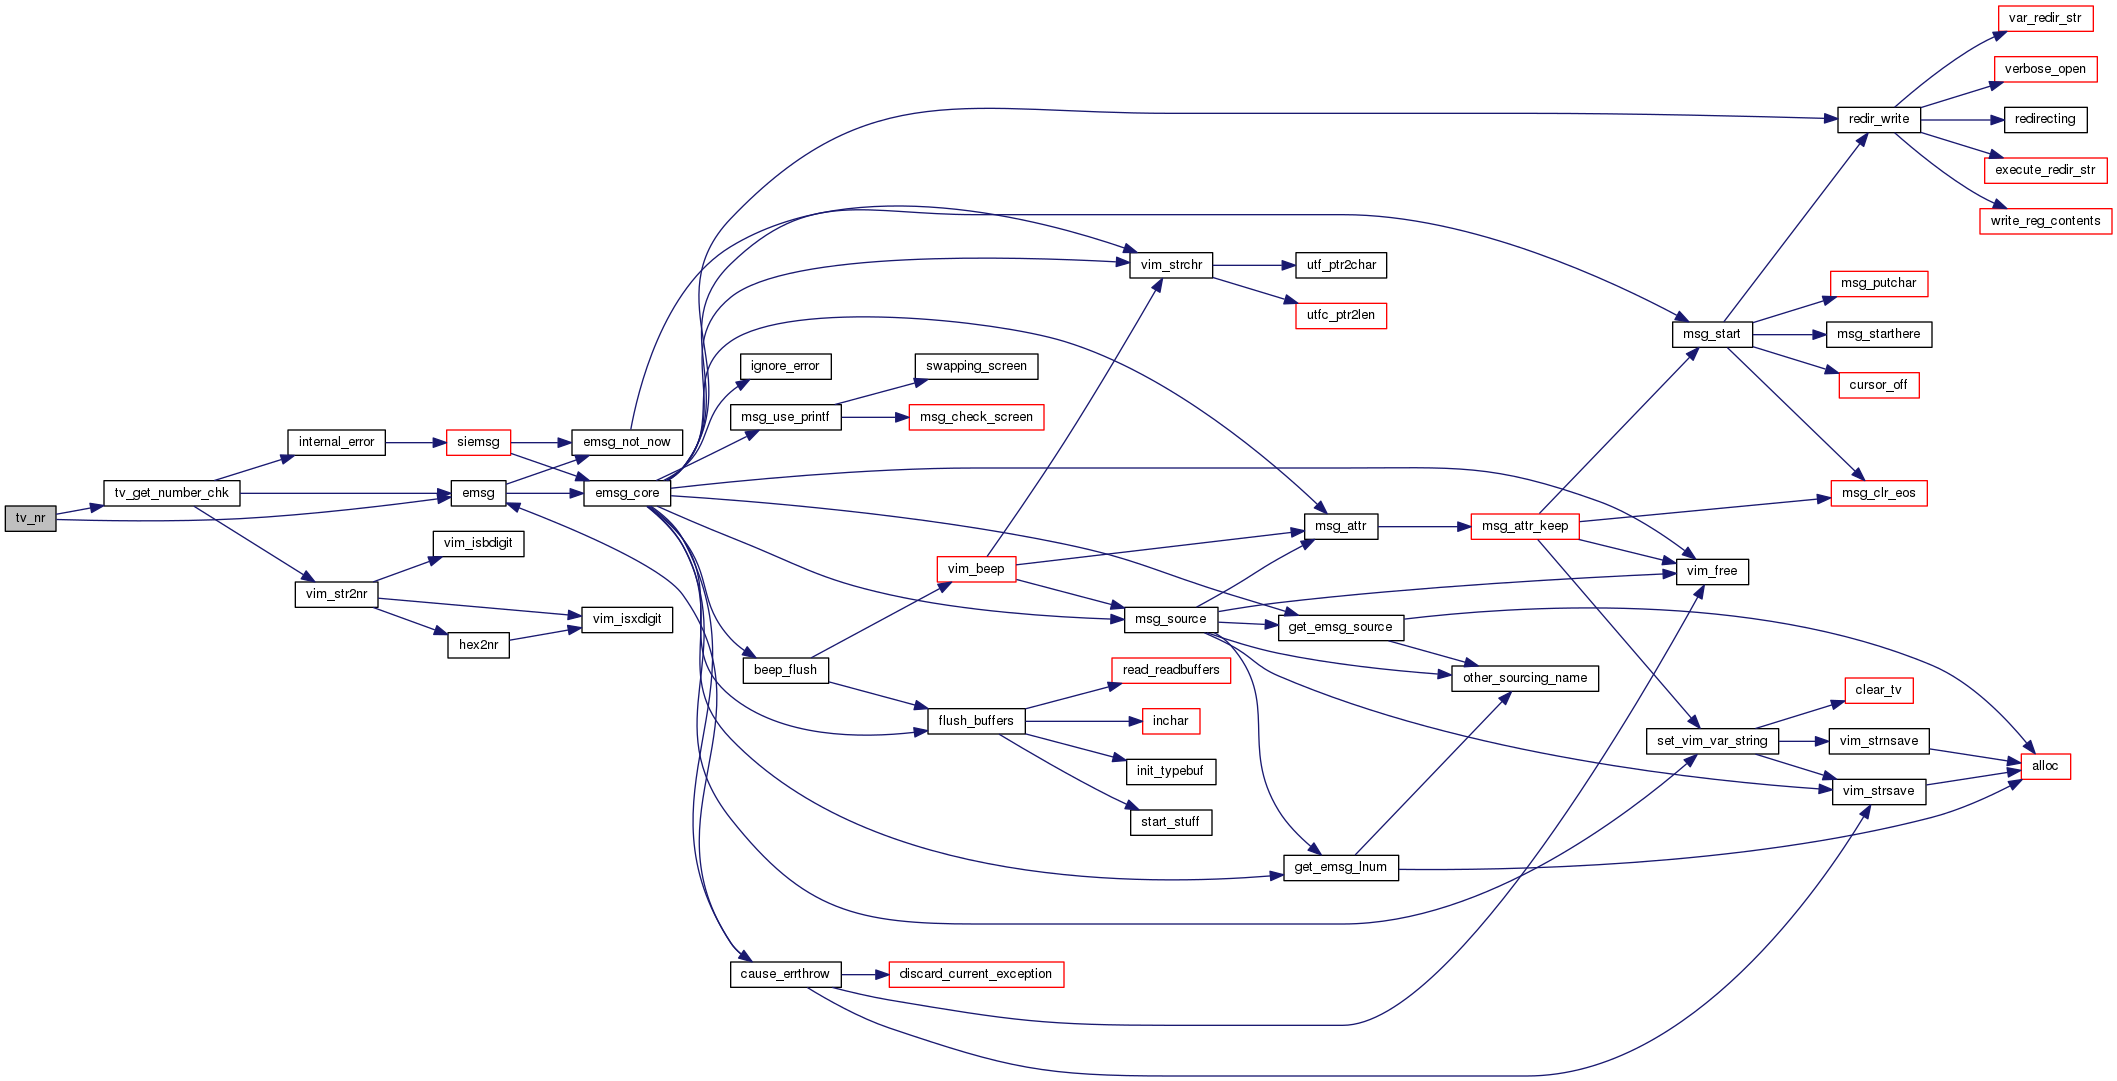 var_redir_str
verbose_open
redir_write
redirecting
execute_redir_str
write_reg_contents
vim_strchr
utf_ptr2char
msg_putchar
utfc_ptr2len
msg_start
msg_starthere
ignore_error
swapping_screen
cursor_off
msg_use_printf
msg_check_screen
internal_error
siemsg
emsg_not_now
tv_get_number_chk
emsg
emsg_core
msg_clr_eos
tv_nr
msg_attr
msg_attr_keep
vim_isbdigit
vim_beep
vim_free
vim_str2nr
vim_isxdigit
msg_source
get_emsg_source
hex2nr
beep_flush
read_readbuffers
other_sourcing_name
clear_tv
flush_buffers
inchar
set_vim_var_string
vim_strnsave
init_typebuf
alloc
vim_strsave
start_stuff
get_emsg_lnum
cause_errthrow
discard_current_exception